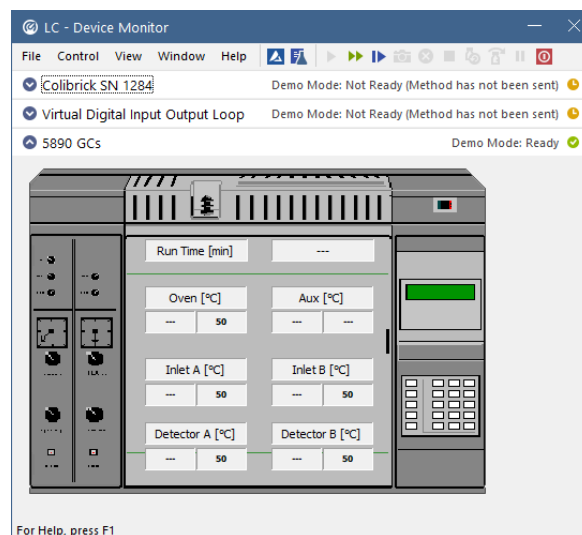 LC - Device Monitor
File Control View Window Help
Colibrick SN 1284 Demo Mode: Not Ready (Method has not been sent)
Virtual Digital Input Output Loop Demo Mode: Not Ready (Method has not been sent)
5890 GCs Demo Mode: Ready
Run Time [min] ---
Oven [°C] Aux [°C]
--- 50 --- ---
Inlet A [°C] Inlet B [°C]
--- 50 --- 50
Detector A [°C] Detector B [°C]
--- 50 --- 50
For Help, press F1